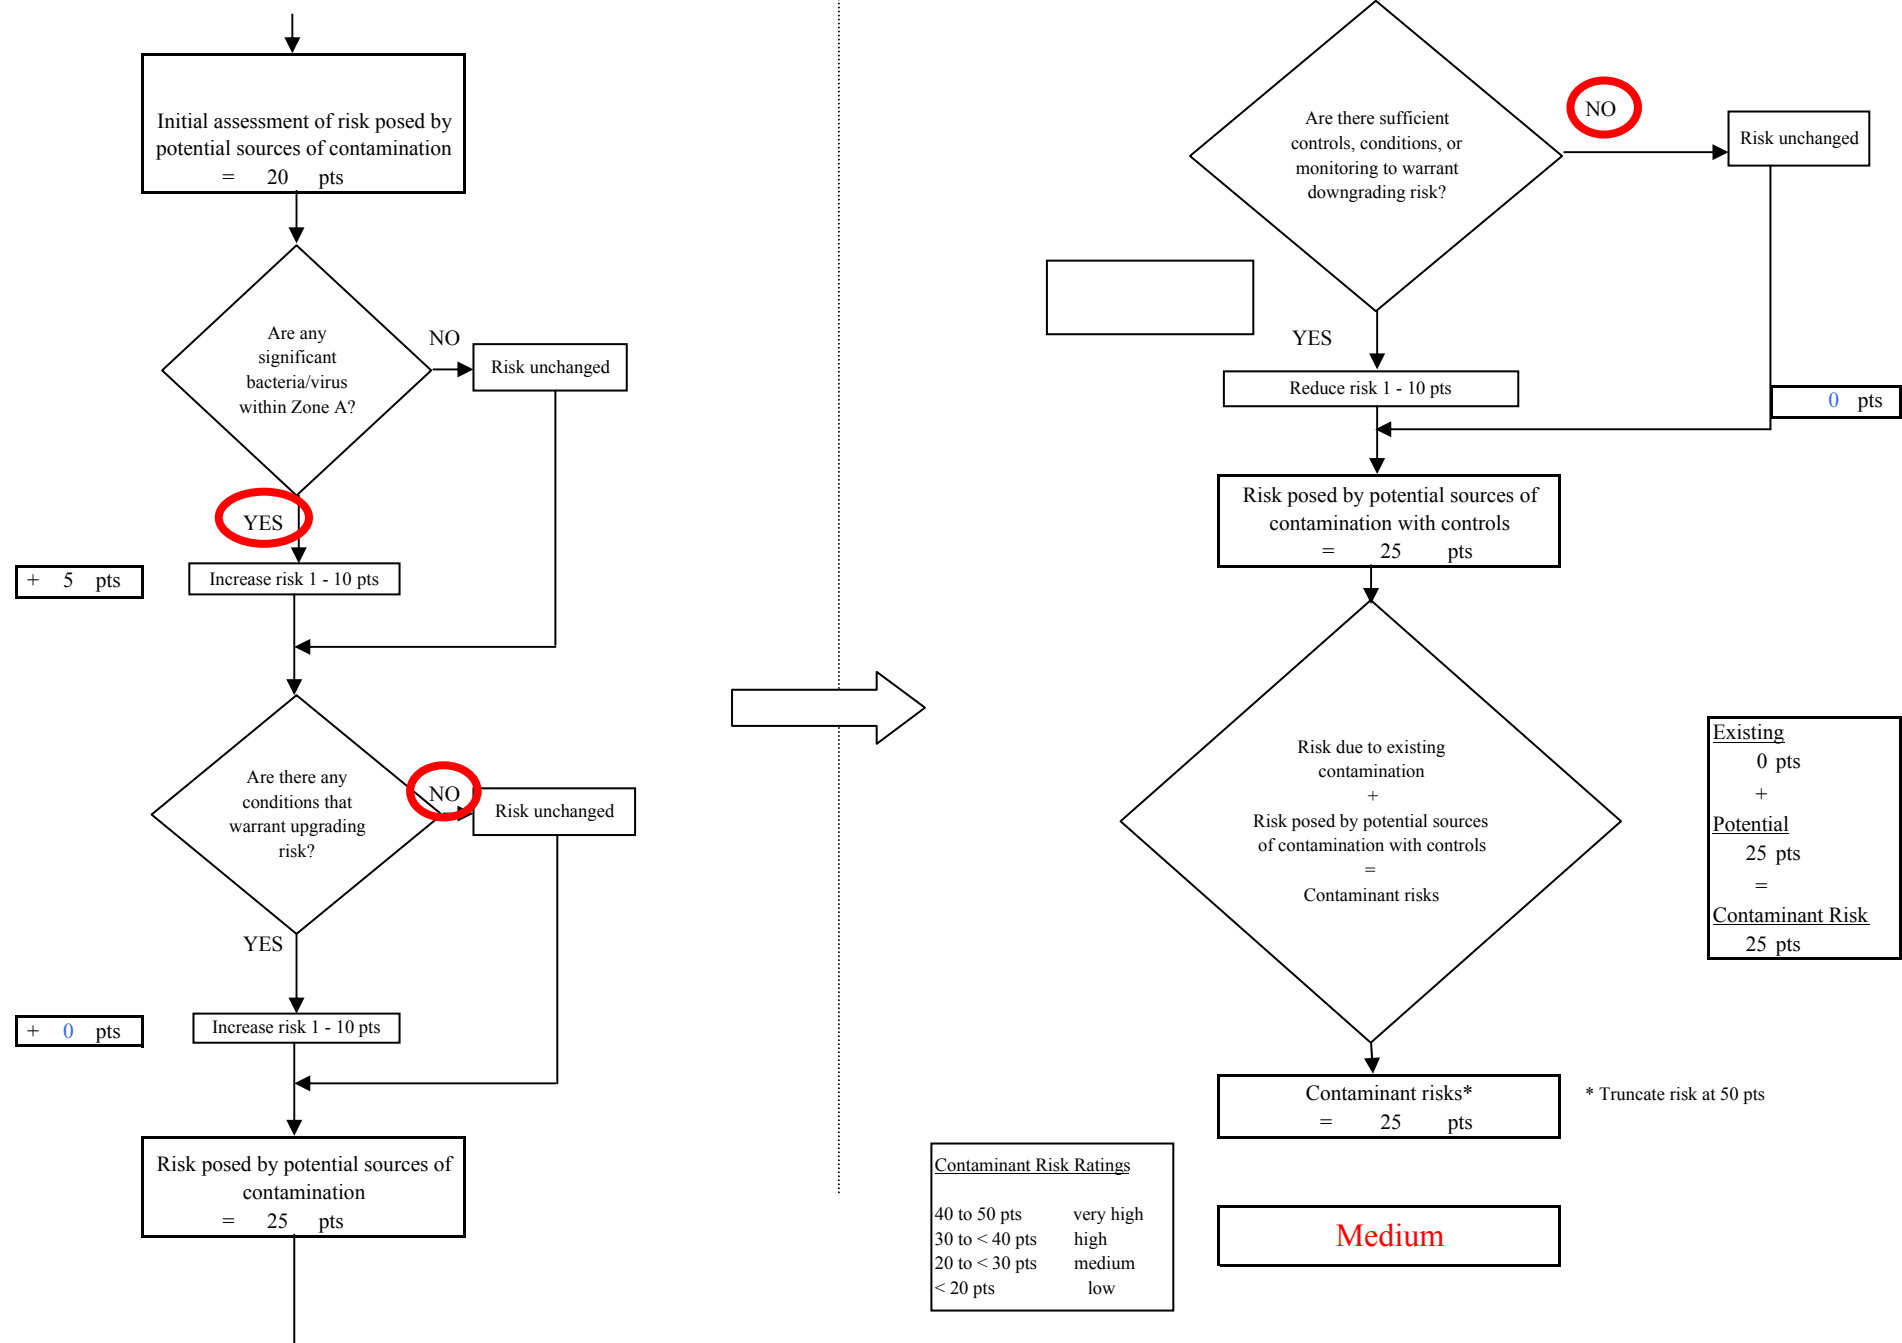 Initial assessment of risk posed by
potential sources of contamination
= 20 pts
Are any
significant
bacteria/virus
within Zone A?
NO
Risk unchanged
YES
+ 5 pts
Increase risk 1 - 10 pts
Are there any
conditions that
warrant upgrading
risk?
NO
Risk unchanged
YES
+ 0 pts
Increase risk 1 - 10 pts
Risk posed by potential sources of
contamination
= 25 pts
Are there sufficient
controls, conditions, or
monitoring to warrant
downgrading risk?
NO
Risk unchanged
YES
Reduce risk 1 - 10 pts
0 pts
Risk posed by potential sources of
contamination with controls
= 25 pts
Risk due to existing
contamination
+
Risk posed by potential sources
of contamination with controls
=
Contaminant risks
Existing
0 pts
+
Potential
25 pts
=
Contaminant Risk
25 pts
Contaminant risks*
= 25 pts
* Truncate risk at 50 pts
Contaminant Risk Ratings
40 to 50 pts very high
30 to < 40 pts high
20 to < 30 pts medium
< 20 pts low
Medium